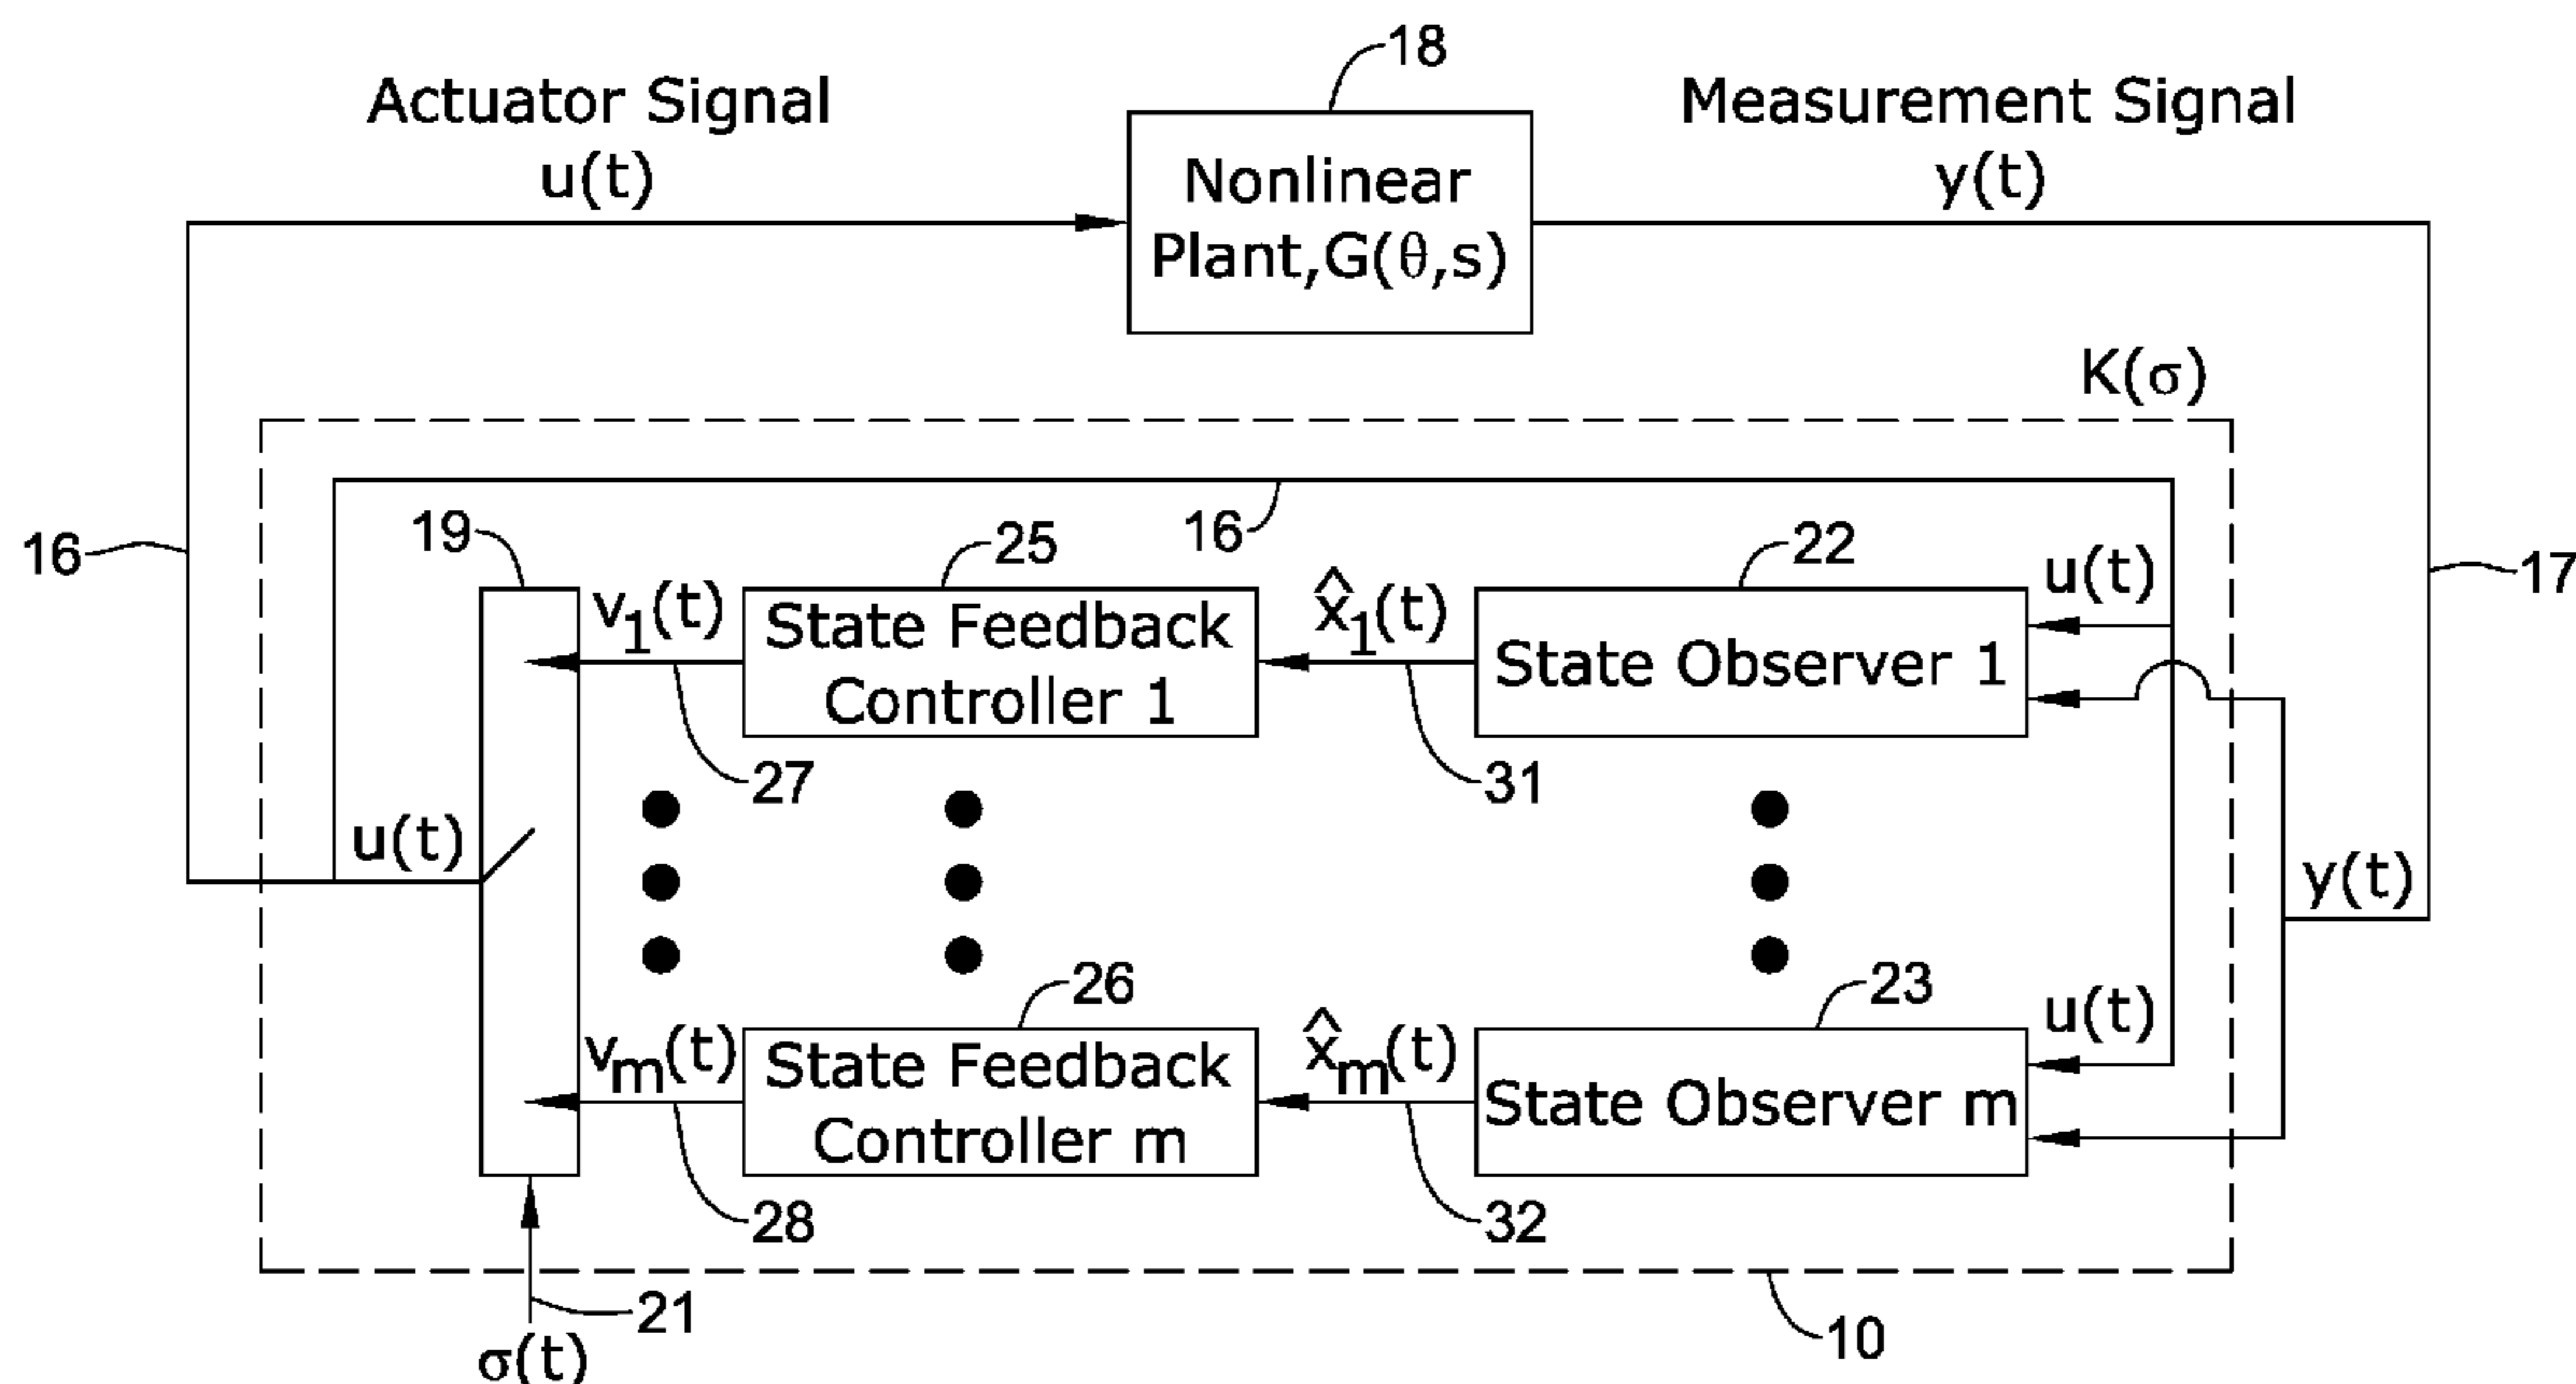 18
Actuator Signal
u(t)
Nonlinear
Plant,G(θ,s)
Measurement Signal
y(t)
K(σ)
16
19
25
16
22
17
v₁(t)
State Feedback
Controller 1
x̂₁(t)
State Observer 1
u(t)
27
31
u(t)
y(t)
26
23
vₘ(t)
State Feedback
Controller m
x̂ₘ(t)
State Observer m
u(t)
28
32
21
σ(t)
10